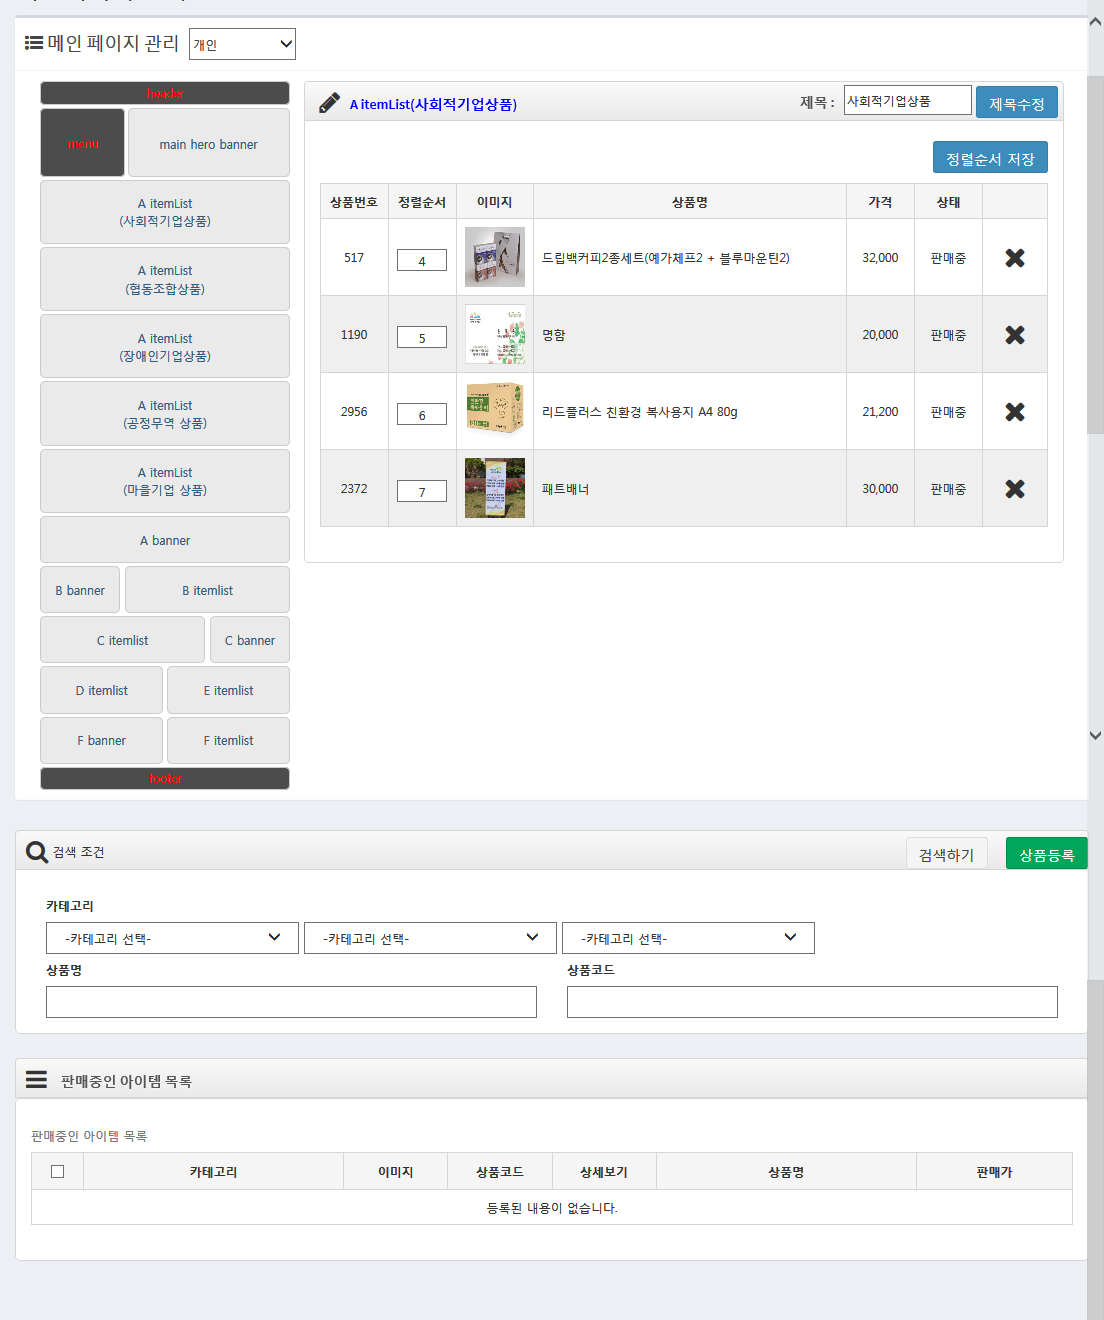 메인 페이지 관리 개인
header
menu
main hero banner
A itemList
(사회적기업상품)
A itemList
(협동조합상품)
A itemList
(장애인기업상품)
A itemList
(공정무역 상품)
A itemList
(마을기업 상품)
A banner
B banner B itemlist
C itemlist C banner
D itemlist E itemlist
F banner F itemlist
footer
A itemList(사회적기업상품) 제목 : 사회적기업상품 제목수정
정렬순서 저장
상품번호 정렬순서 이미지 상품명 가격 상태
517 4 드립백커피2종세트(예가체프2 + 블루마운틴2) 32,000 판매중
1190 5 명함 20,000 판매중
2956 6 리드플러스 친환경 복사용지 A4 80g 21,200 판매중
2372 7 패트배너 30,000 판매중
검색 조건 검색하기 상품등록
카테고리
-카테고리 선택- -카테고리 선택- -카테고리 선택-
상품명 상품코드
판매중인 아이템 목록
판매중인 아이템 목록
카테고리 이미지 상품코드 상세보기 상품명 판매가
등록된 내용이 없습니다.